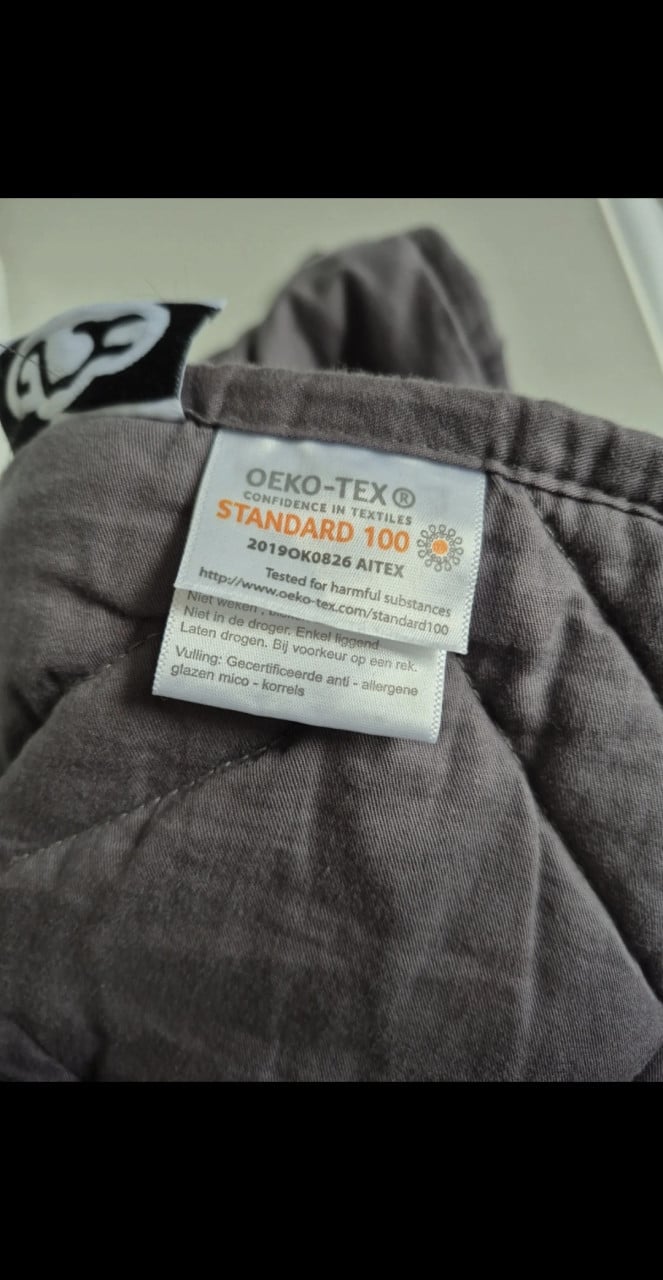 OEKO-TEX®
CONFIDENCE IN TEXTILES
STANDARD 100
2019OK0826 AITEX
Tested for harmful substances
http://www.oeko-tex.com/standard100
Niet weken .
Niet in de droger. Enkel liggend
Laten drogen. Bij voorkeur op een rek.
Vulling: Gecertificeerde anti - allergene
glazen mico - korrels